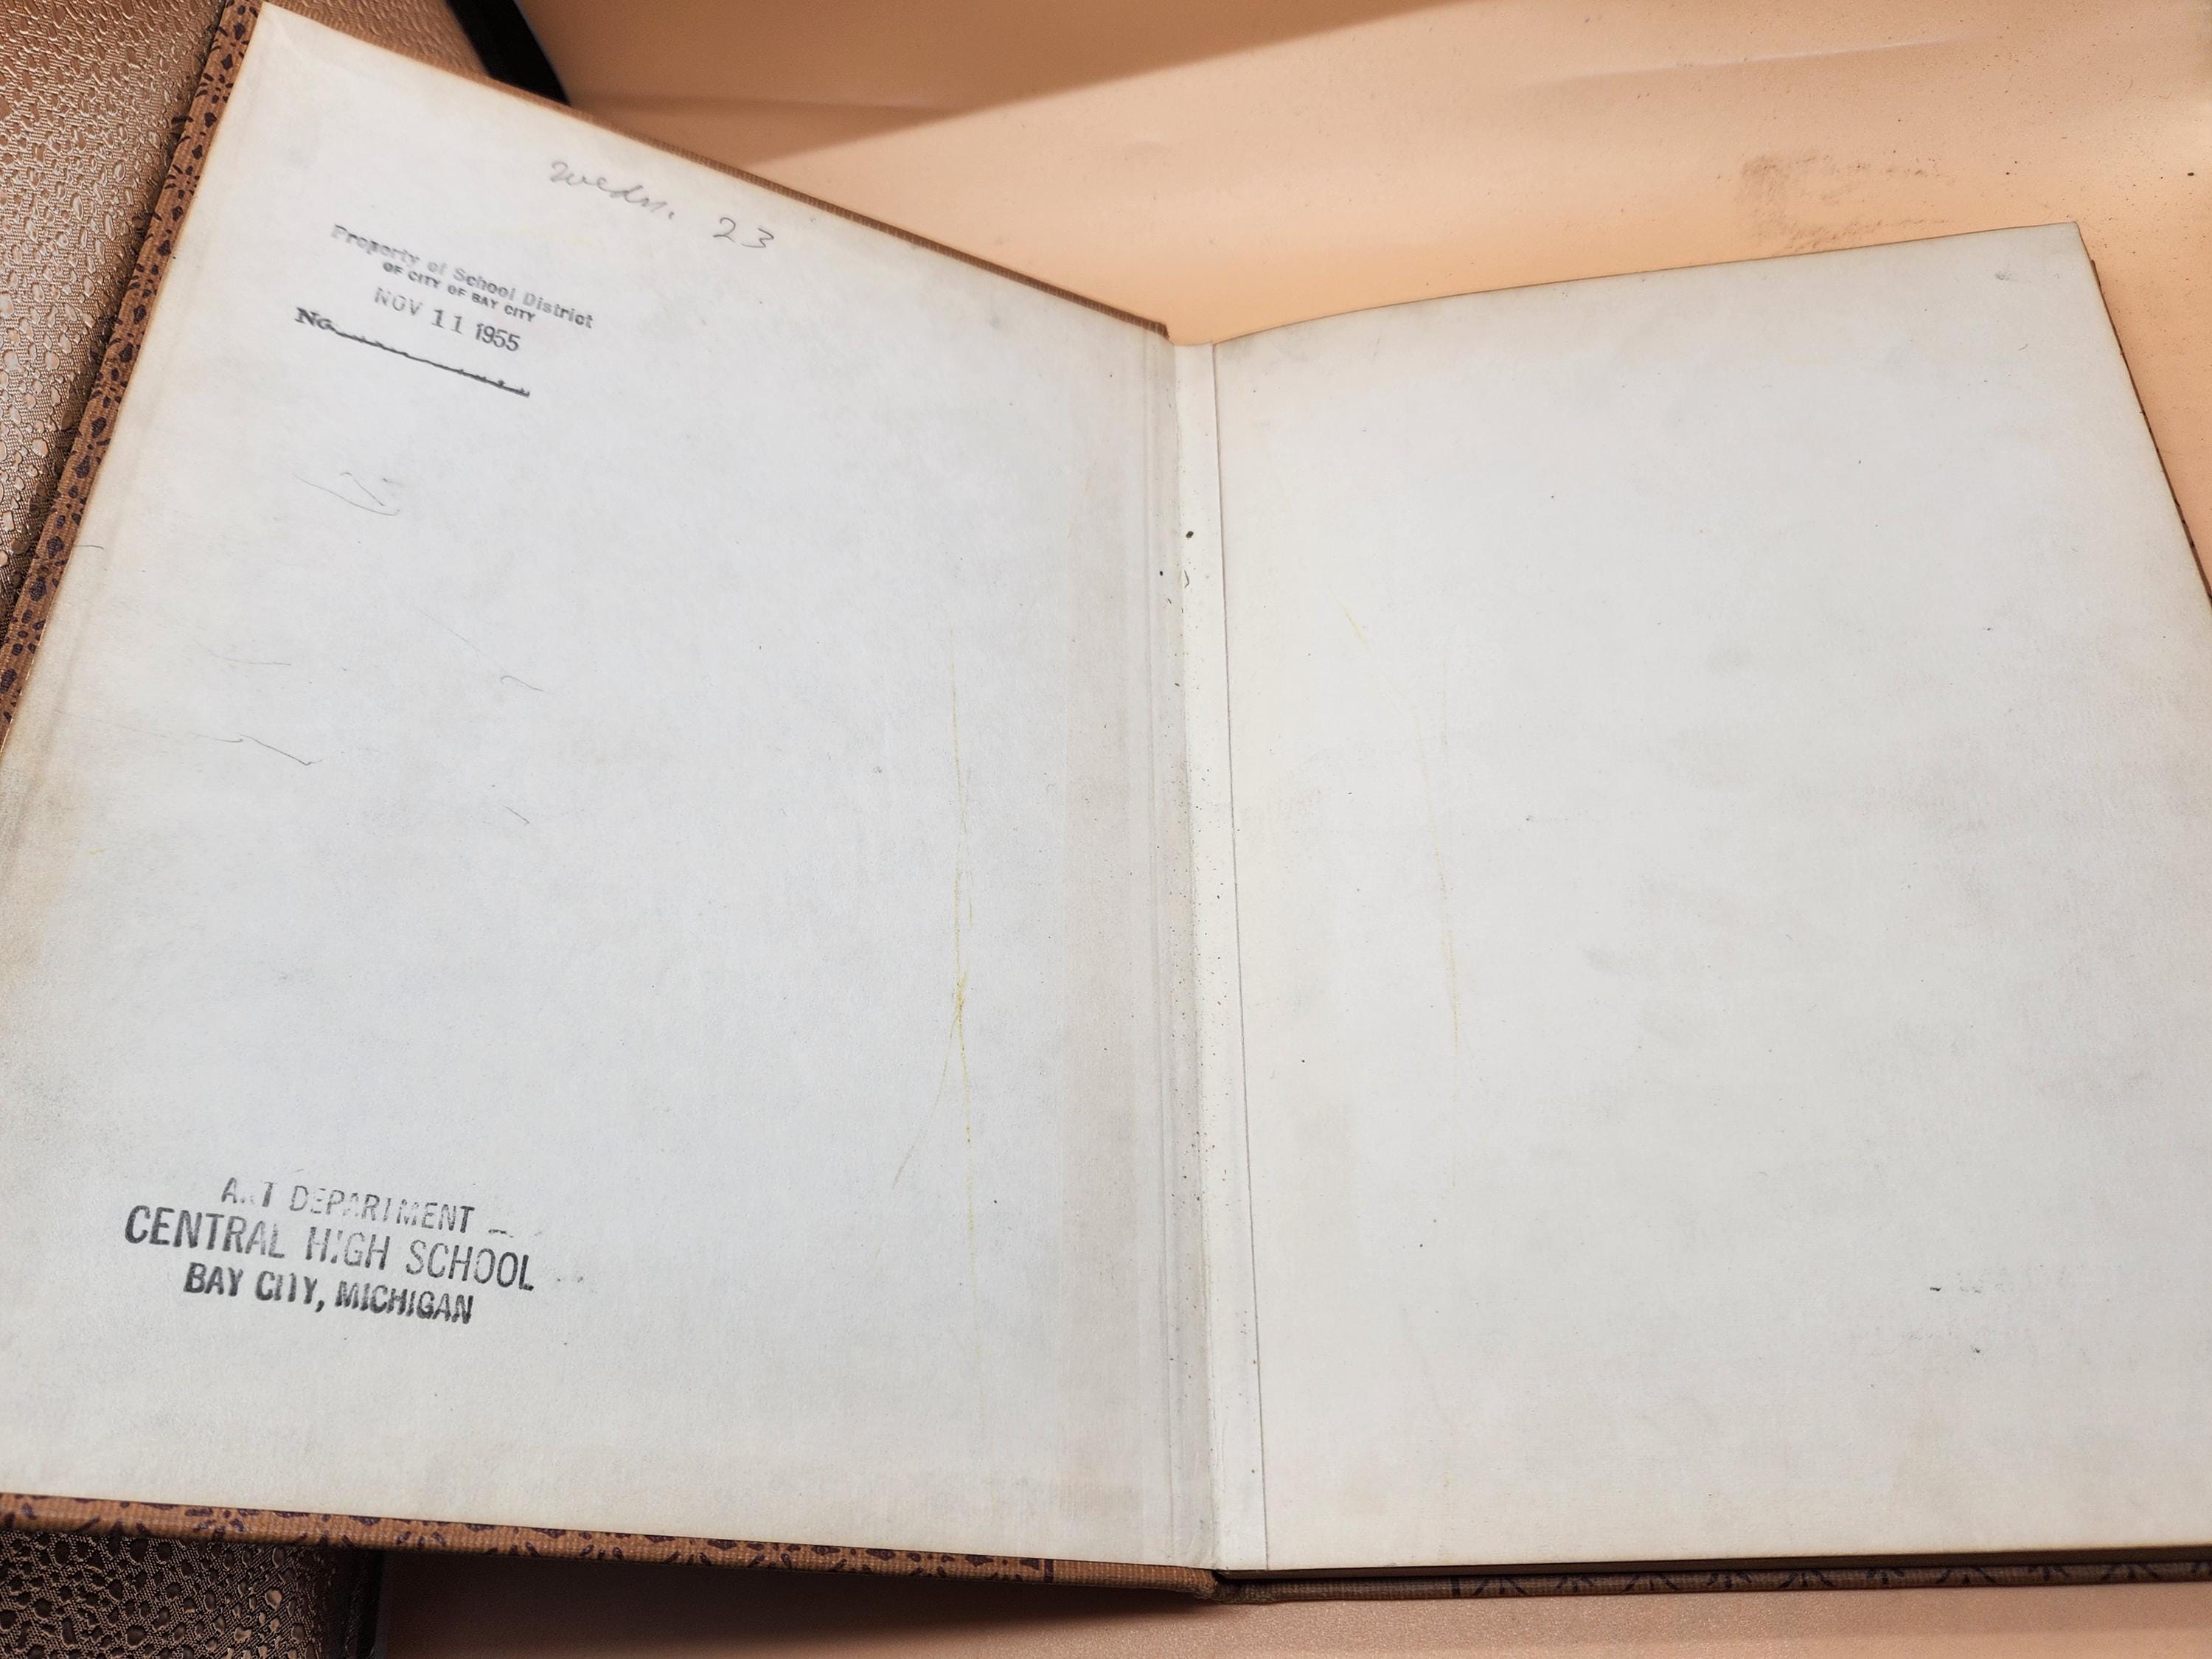 Wedn. 23
Property of School District
OF CITY OF BAY CITY
NOV 11 1955
No.
ART DEPARTMENT
CENTRAL HIGH SCHOOL
BAY CITY, MICHIGAN